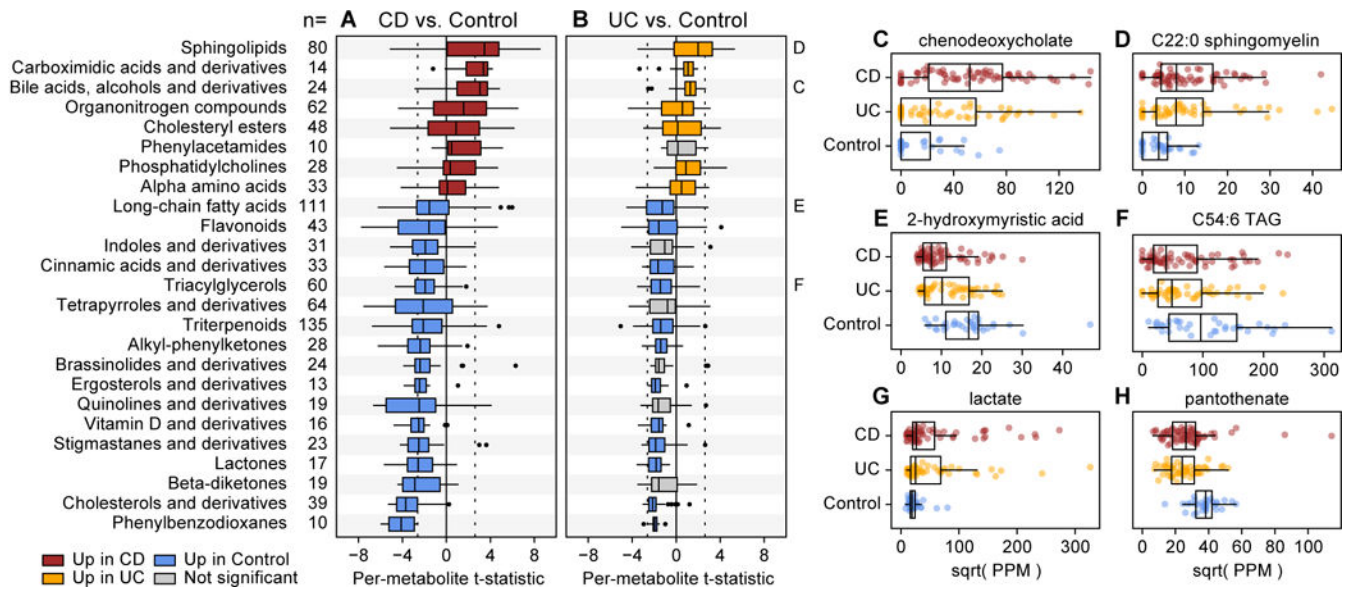 n= A CD vs. Control B UC vs. Control
Sphingolipids 80 D
Carboximidic acids and derivatives 14
Bile acids, alcohols and derivatives 24 C
Organonitrogen compounds 62
Cholesteryl esters 48
Phenylacetamides 10
Phosphatidylcholines 28
Alpha amino acids 33
Long-chain fatty acids 111 E
Flavonoids 43
Indoles and derivatives 31
Cinnamic acids and derivatives 33
Triacylglycerols 60 F
Tetrapyrroles and derivatives 64
Triterpenoids 135
Alkyl-phenylketones 28
Brassinolides and derivatives 24
Ergosterols and derivatives 13
Quinolines and derivatives 19
Vitamin D and derivatives 16
Stigmastanes and derivatives 23
Lactones 17
Beta-diketones 19
Cholesterols and derivatives 39
Phenylbenzodioxanes 10
−8 −4 0 4 8 −8 −4 0 4 8
Per-metabolite t-statistic Per-metabolite t-statistic
Up in CD Up in Control
Up in UC Not significant
C chenodeoxycholate D C22:0 sphingomyelin
CD
UC
Control
0 40 80 120 0 10 20 30 40
E 2-hydroxymyristic acid F C54:6 TAG
CD
UC
Control
0 10 20 30 40 0 100 200 300
G lactate H pantothenate
CD
UC
Control
0 100 200 300 0 20 40 60 80 100
sqrt( PPM ) sqrt( PPM )